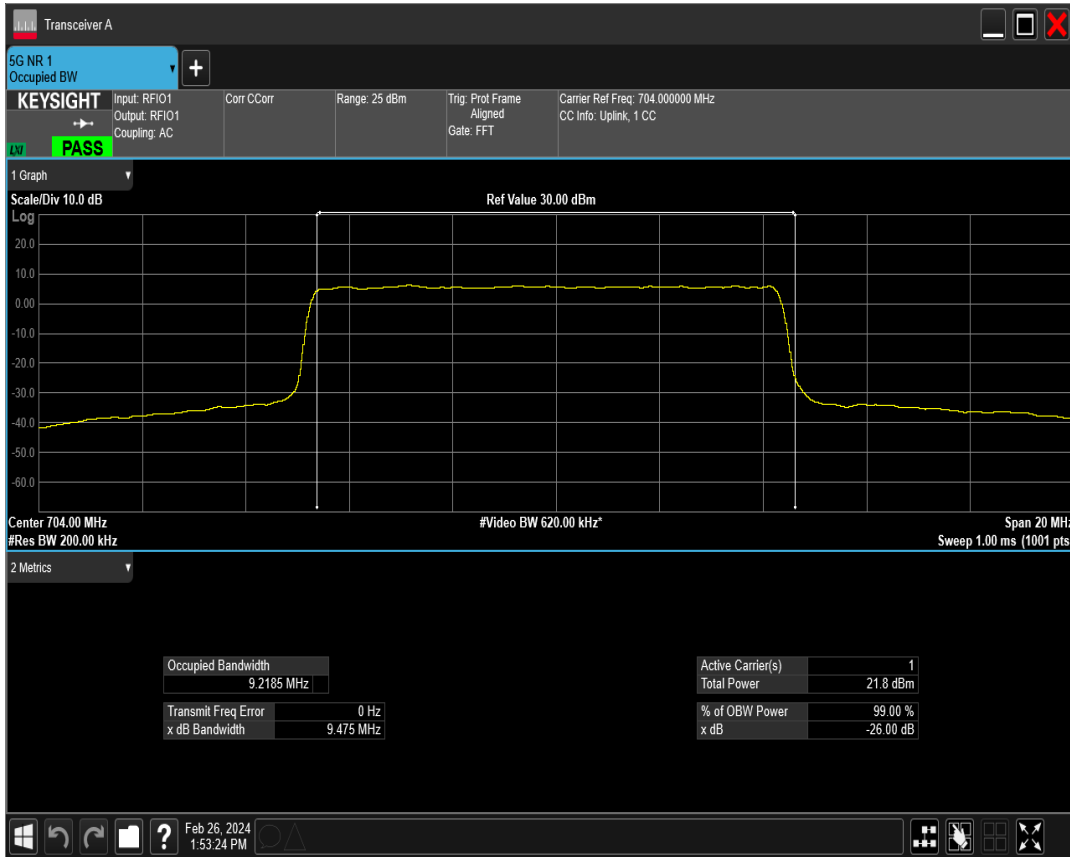 Transceiver A
5G NR 1
Occupied BW
+
KEYSIGHT
LXI
PASS
Input: RFIO1
Output: RFIO1
Coupling: AC
Corr CCorr
Range: 25 dBm
Trig: Prot Frame
Aligned
Gate: FFT
Carrier Ref Freq: 704.000000 MHz
CC Info: Uplink, 1 CC
1 Graph
Scale/Div 10.0 dB
Ref Value 30.00 dBm
Log
20.0
10.0
0.00
-10.0
-20.0
-30.0
-40.0
-50.0
-60.0
Center 704.00 MHz
#Video BW 620.00 kHz*
Span 20 MHz
#Res BW 200.00 kHz
Sweep 1.00 ms (1001 pts
2 Metrics
Occupied Bandwidth
9.2185 MHz
Transmit Freq Error 0 Hz
x dB Bandwidth 9.475 MHz
Active Carrier(s) 1
Total Power 21.8 dBm
% of OBW Power 99.00 %
x dB -26.00 dB
?
Feb 26, 2024
1:53:24 PM